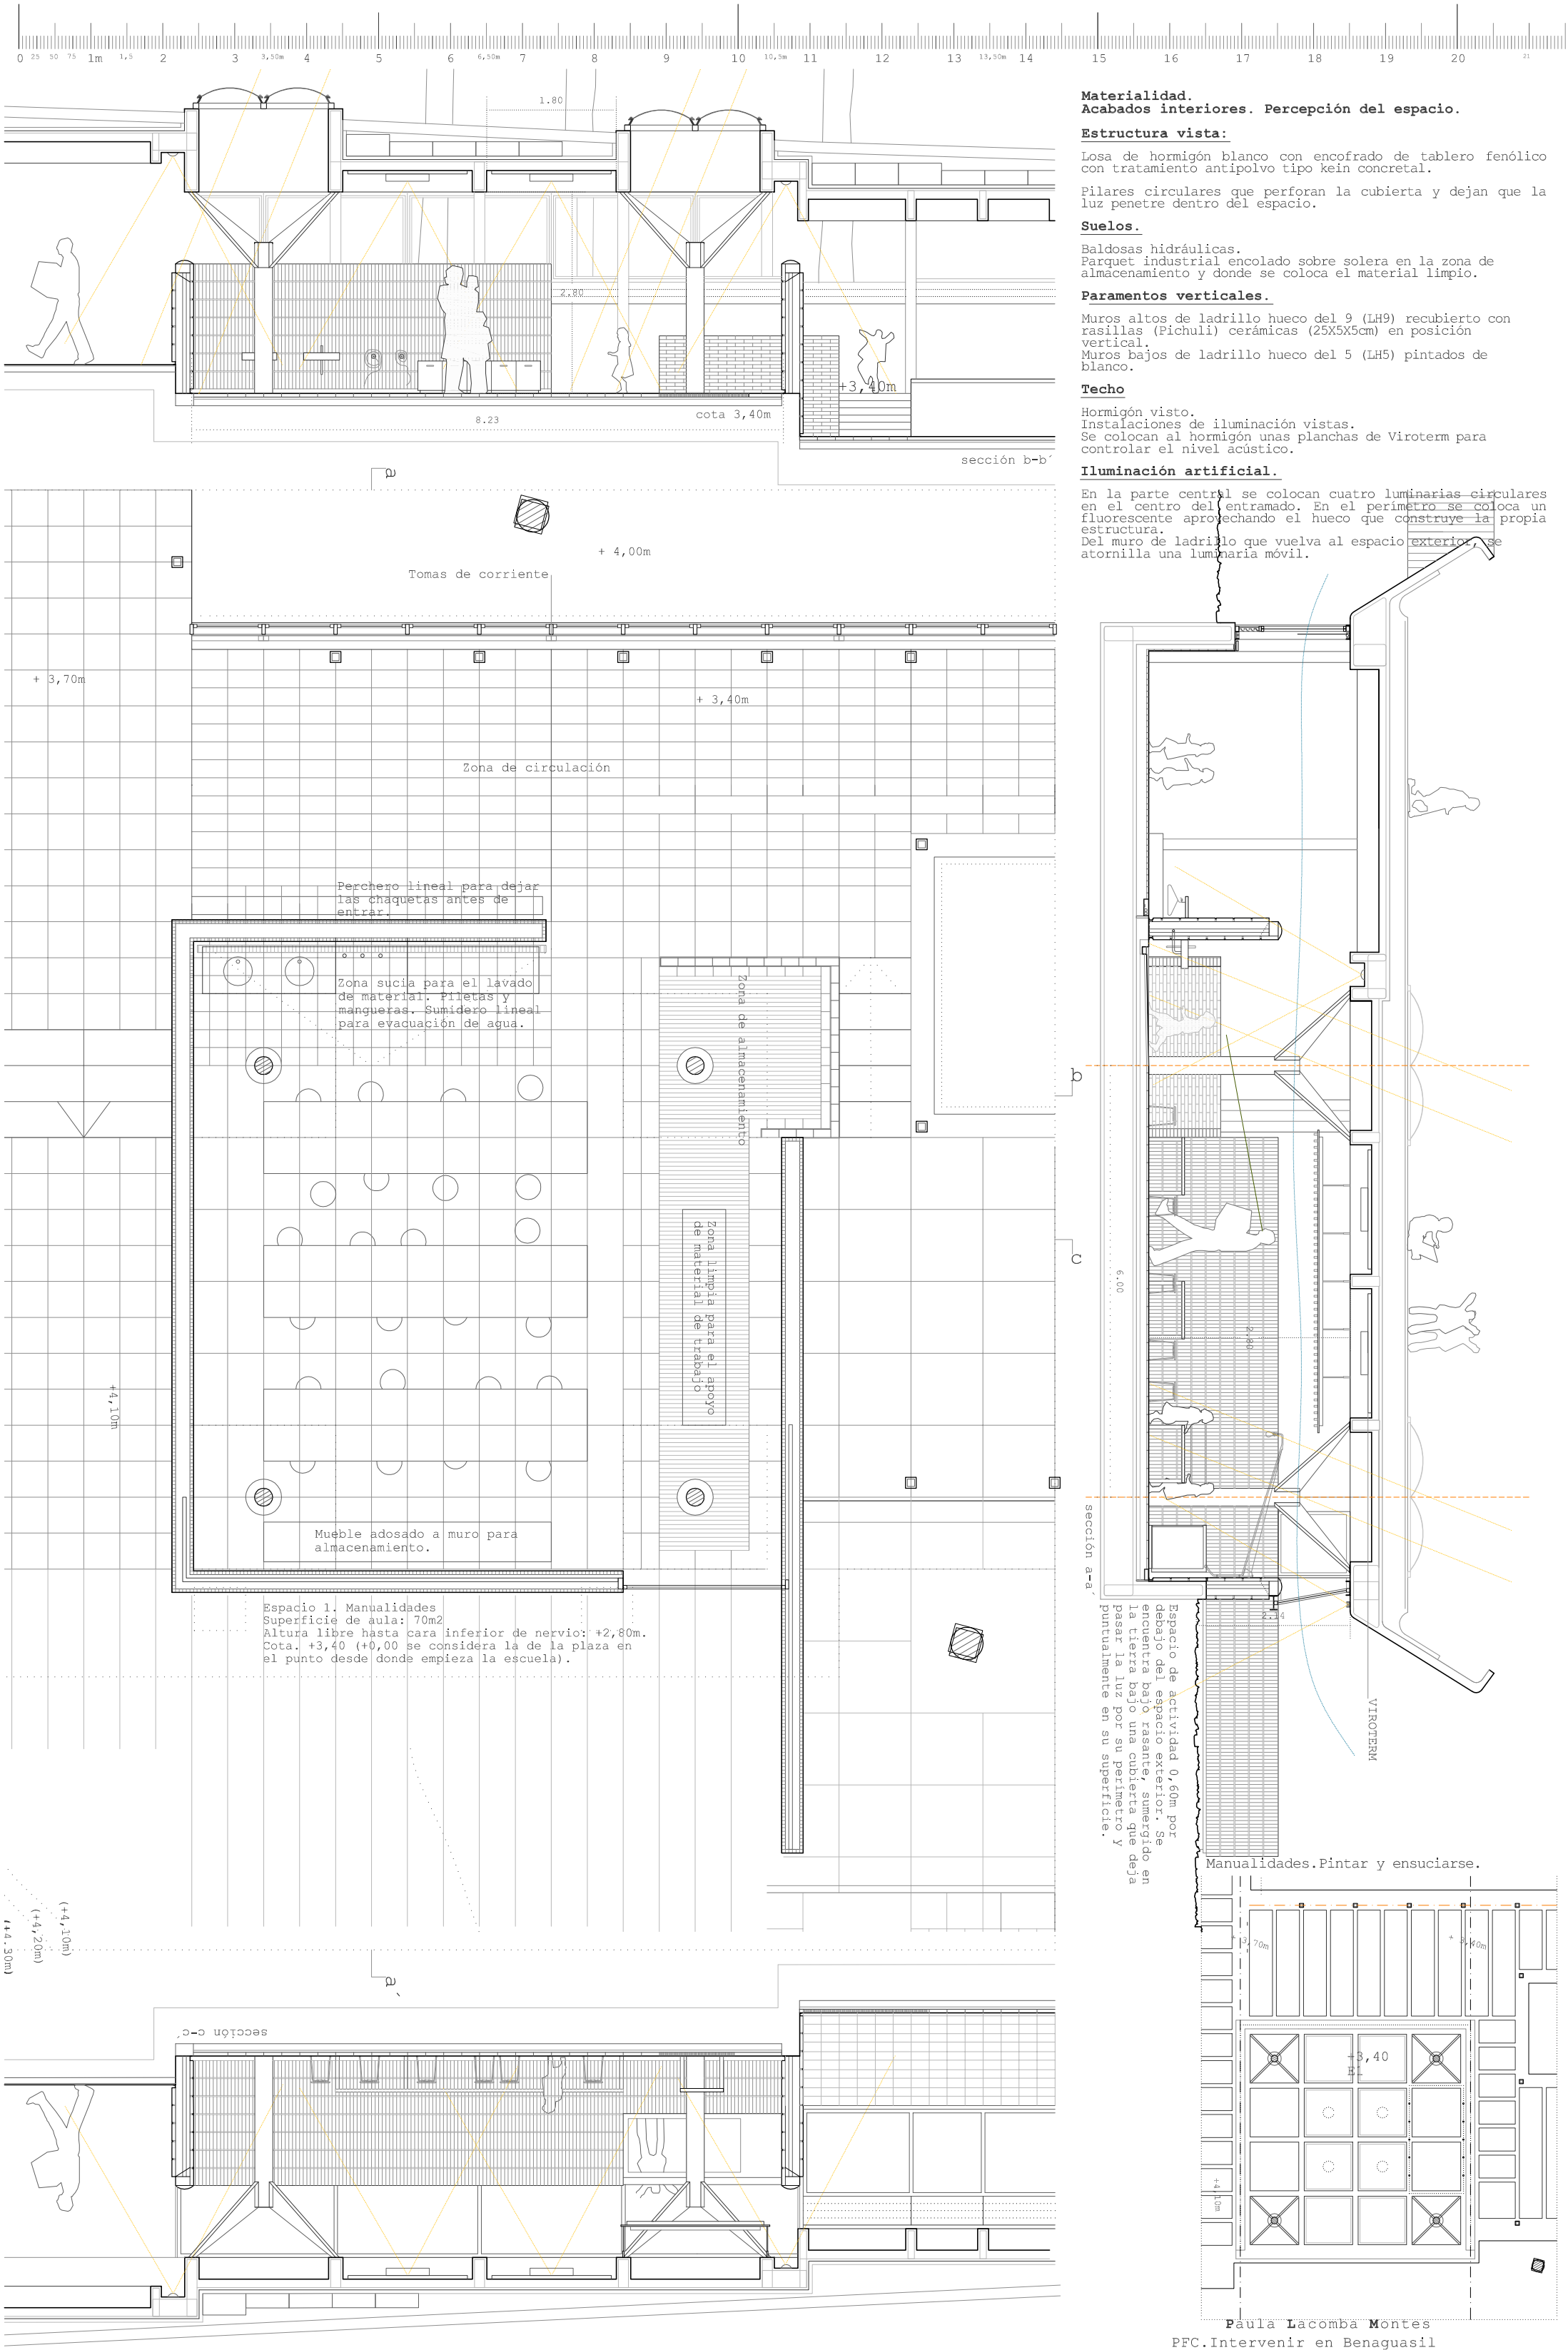 0 25 50 75 1m 1,5 2 3 3,50m 4 5 6 6,50m 7 8 9 10 10,5m 11 12 13 13,50m 14 15 16 17 18 19 20 21
1.80
2.80
+3,40m
cota 3,40m
8.23
sección b-b´
Materialidad.
Acabados interiores. Percepción del espacio.
Estructura vista:
Losa de hormigón blanco con encofrado de tablero fenólico
con tratamiento antipolvo tipo kein concretal.
Pilares circulares que perforan la cubierta y dejan que la
luz penetre dentro del espacio.
Suelos.
Baldosas hidráulicas.
Parquet industrial encolado sobre solera en la zona de
almacenamiento y donde se coloca el material limpio.
Paramentos verticales.
Muros altos de ladrillo hueco del 9 (LH9) recubierto con
rasillas (Pichuli) cerámicas (25X5X5cm) en posición
vertical.
Muros bajos de ladrillo hueco del 5 (LH5) pintados de
blanco.
Techo
Hormigón visto.
Instalaciones de iluminación vistas.
Se colocan al hormigón unas planchas de Viroterm para
controlar el nivel acústico.
Iluminación artificial.
En la parte central se colocan cuatro luminarias circulares
en el centro del entramado. En el perímetro se coloca un
fluorescente aprovechando el hueco que construye la propia
estructura.
Del muro de ladrillo que vuelva al espacio exterior, se
atornilla una luminaria móvil.
a
+ 4,00m
Tomas de corriente
+ 3,70m
+ 3,40m
Zona de circulación
Perchero lineal para dejar
las chaquetas antes de
entrar.
Zona sucia para el lavado
de material. Piletas y
mangueras. Sumidero lineal
para evacuación de agua.
Zona de almacenamiento
b
c
Zona limpia para el apoyo
de material de trabajo
+4,10m
Mueble adosado a muro para
almacenamiento.
Espacio 1. Manualidades
Superficie de aula: 70m2
Altura libre hasta cara inferior de nervio: +2,80m.
Cota. +3,40 (+0,00 se considera la de la plaza en
el punto desde donde empieza la escuela).
6.00
2.80
2.14
sección a-a´
Espacio de actividad 0,60m por
debajo del espacio exterior. Se
encuentra bajo rasante, sumergido en
la tierra bajo una cubierta que deja
pasar la luz por su perímetro y
puntualmente en su superficie.
VIROTERM
(+4,10m)
(+4,20m)
(+4.30m)
a´
sección c-c´
Manualidades.Pintar y ensuciarse.
+ 3,70m
+ 3,40m
+3,40
E1
+4,10m
Paula Lacomba Montes
PFC.Intervenir en Benaguasil